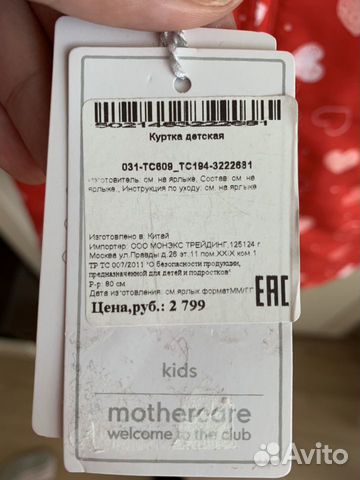 5021463222681
Куртка детская
031-TC609_TC194-3222681
Изготовитель: см. на ярлыке, Состав: см. на
ярлыке., Инструкция по уходу: см. на ярлыке
Изготовлено в: Китай
Импортер: ООО МОНЭКС ТРЕЙДИНГ,125124 г.
Москва ул.Правды д.26 эт.11 пом.XXIX ком 1
ТР ТС 007/2011 "О безопасности продукции,
предназначенной для детей и подростков"
Р-р: 80 см
Дата изготовления: см.ярлык форматММ/ГГ
EAC
Цена,руб.: 2 799
kids
mothercare
welcome to the club
Avito